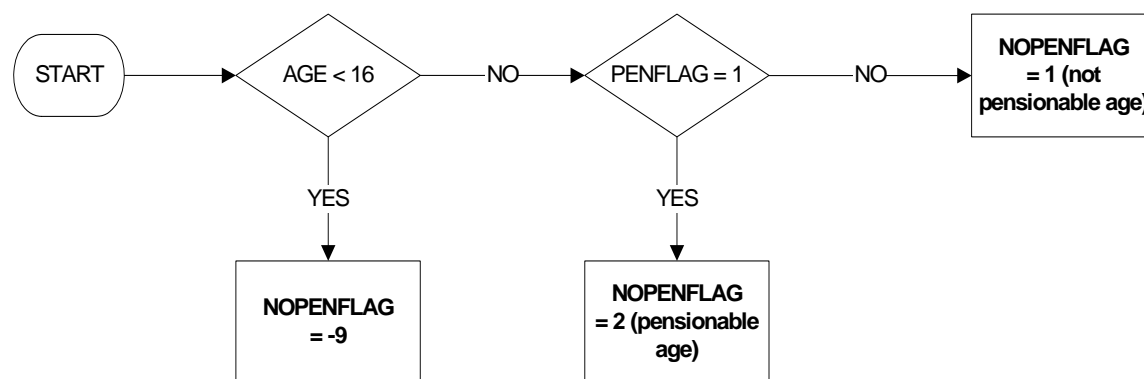 START
AGE < 16
NO
PENFLAG = 1
NO
NOPENFLAG
= 1 (not
pensionable age)
YES
YES
NOPENFLAG
= -9
NOPENFLAG
= 2 (pensionable
age)